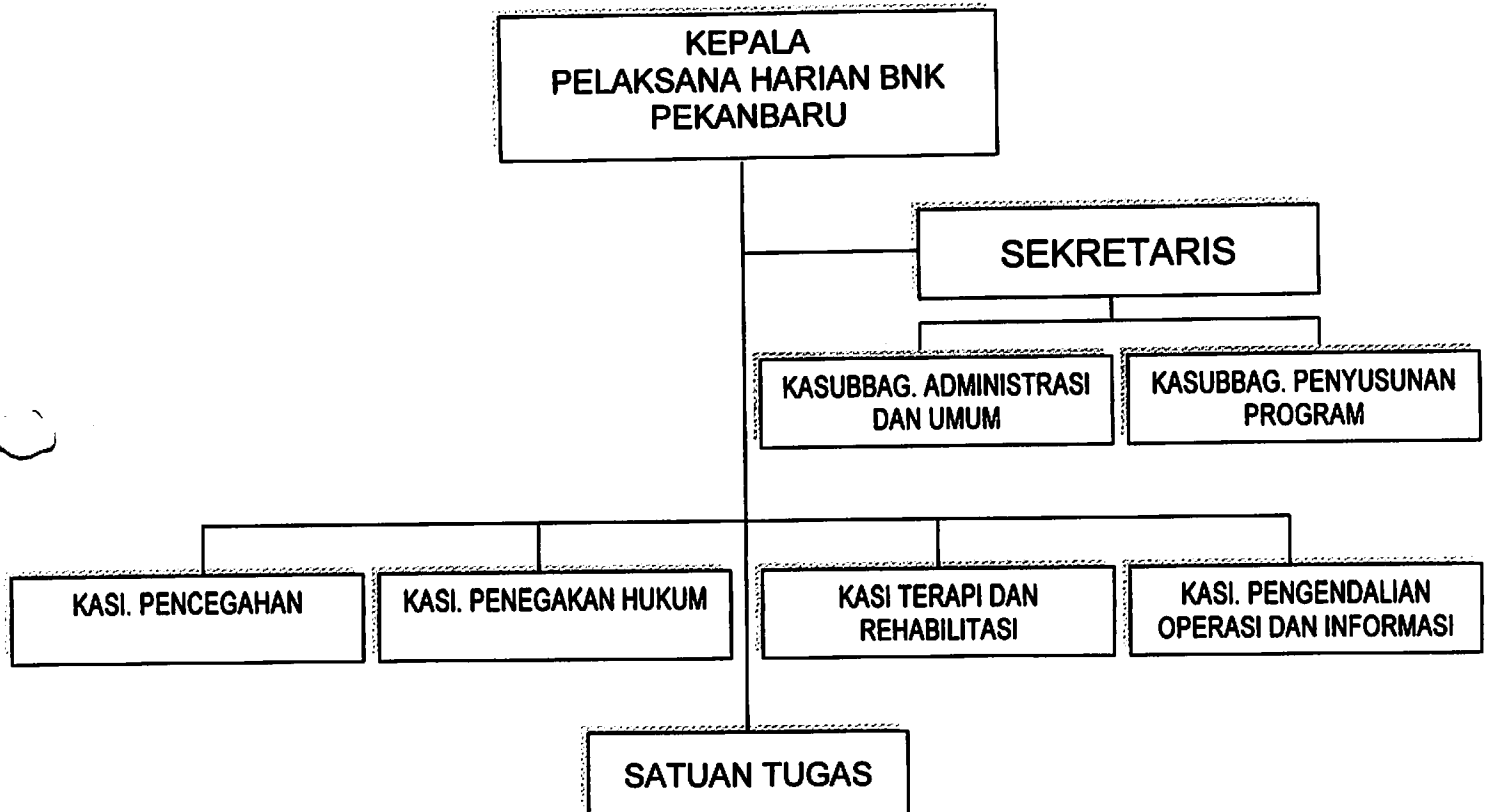 KEPALA
PELAKSANA HARIAN BNK
PEKANBARU
SEKRETARIS
KASUBBAG. ADMINISTRASI
DAN UMUM
KASUBBAG. PENYUSUNAN
PROGRAM
KASI. PENCEGAHAN
KASI. PENEGAKAN HUKUM
KASI TERAPI DAN
REHABILITASI
KASI. PENGENDALIAN
OPERASI DAN INFORMASI
SATUAN TUGAS